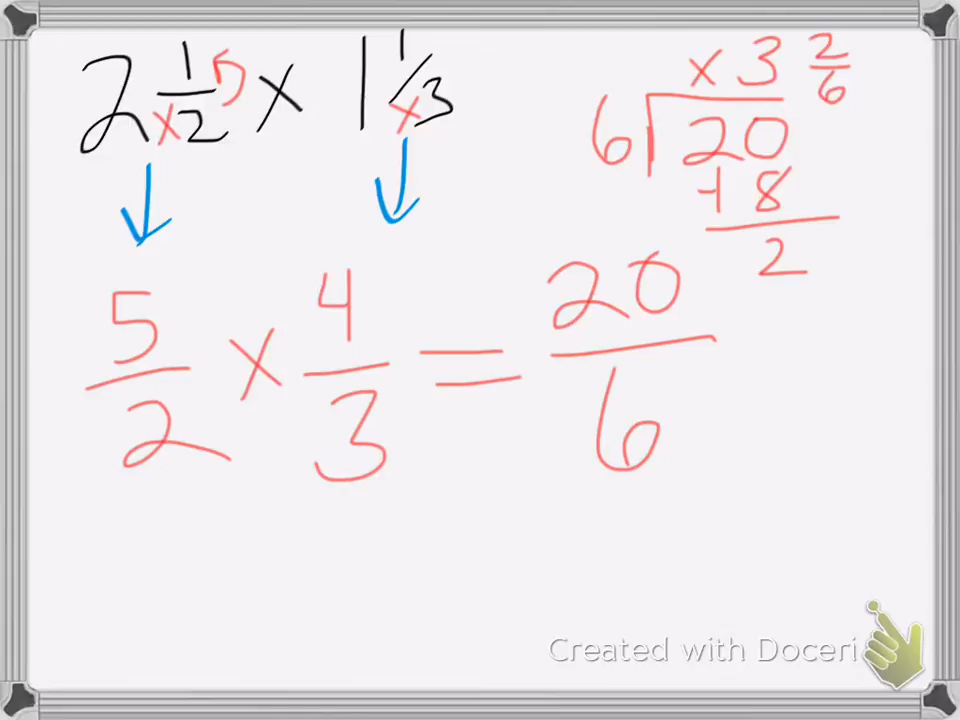 2 1/2 x 1 1/3
x 3 2/6
6 20
-18
2
5/2 x 4/3 = 20/6
Created with Doceri